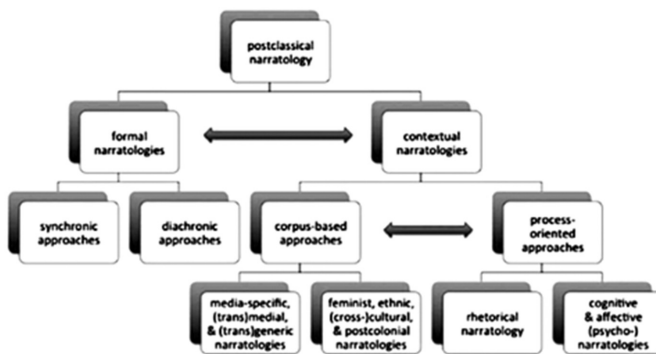 postclassical
narratology
formal
narratologies
contextual
narratologies
synchronic
approaches
diachronic
approaches
corpus-based
approaches
process-
oriented
approaches
media-specific,
(trans)medial,
& (trans)generic
narratologies
feminist, ethnic,
(cross-)cultural,
& postcolonial
narratologies
rhetorical
narratology
cognitive
& affective
(psycho-)
narratologies